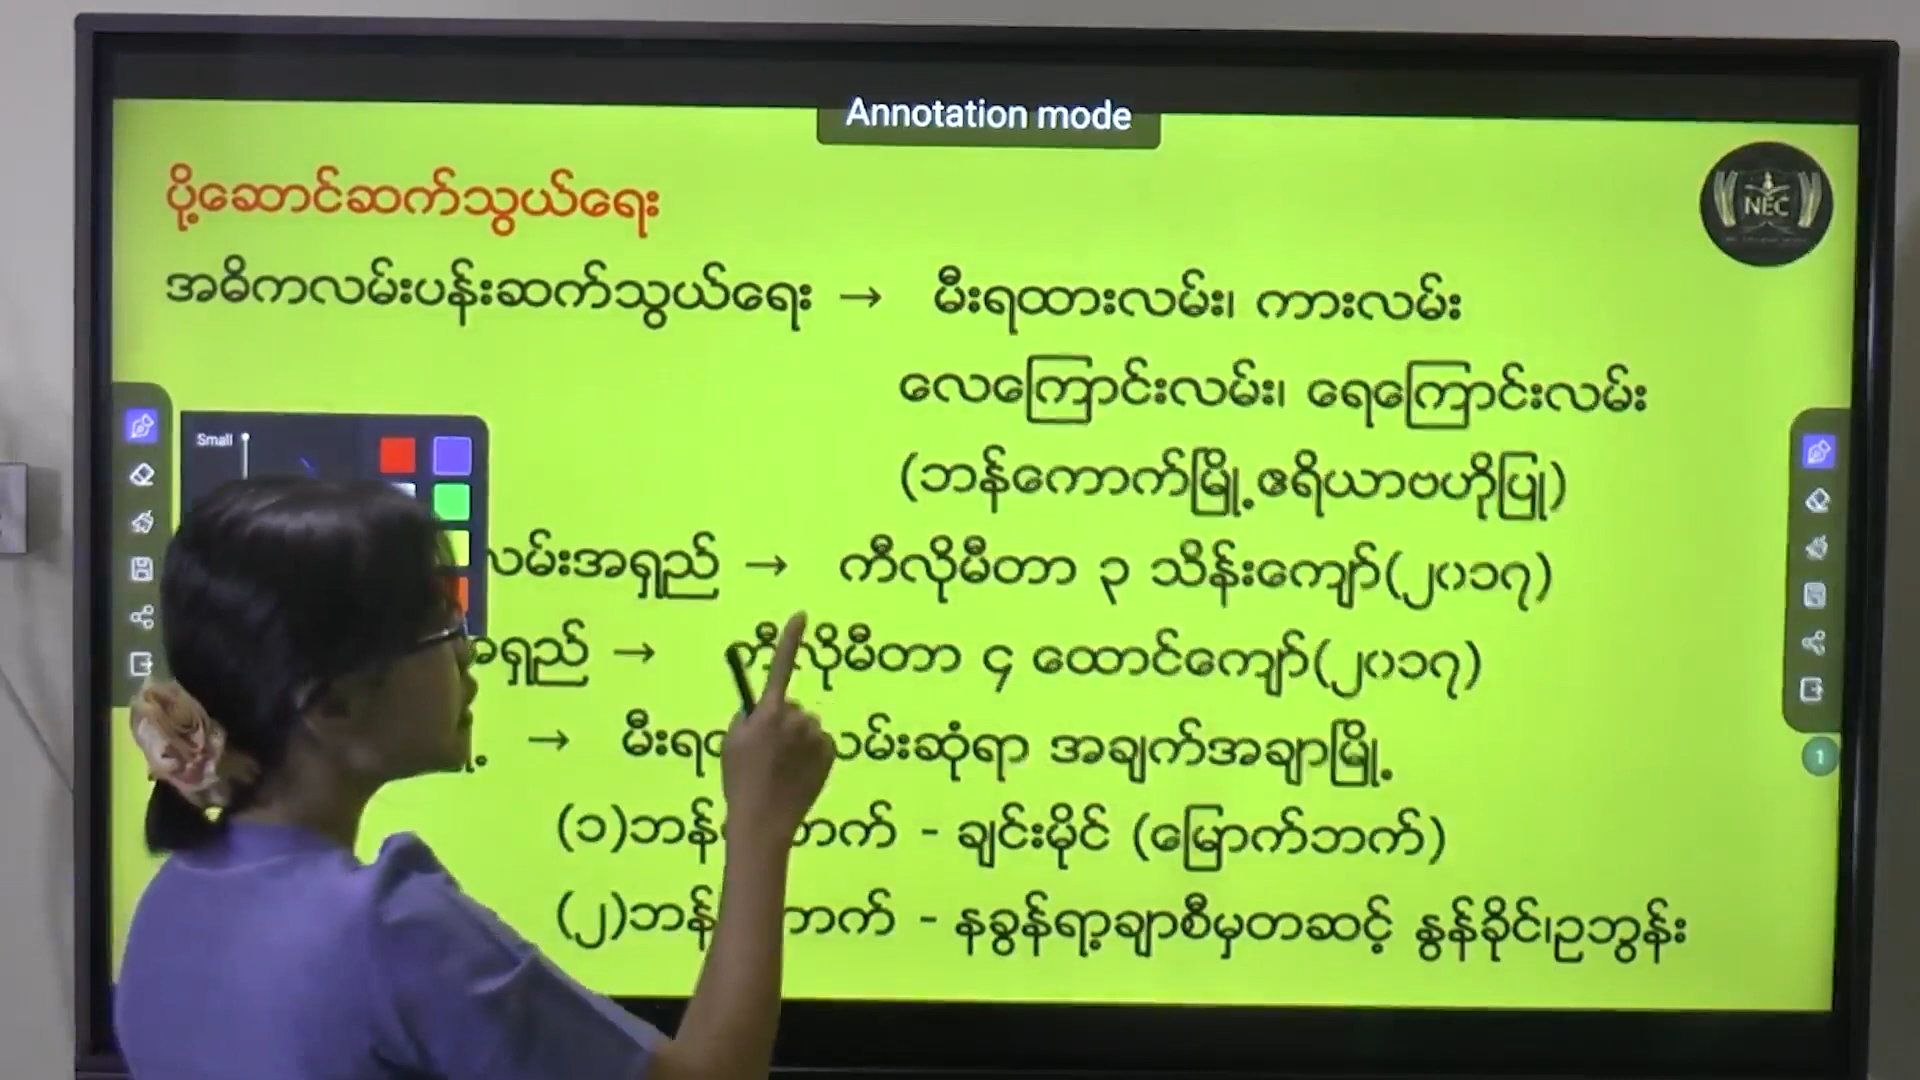 Annotation mode
NEC
ပို့ဆောင်ဆက်သွယ်ရေး
အဓိကလမ်းပန်းဆက်သွယ်ရေး → မီးရထားလမ်း၊ ကားလမ်း
လေကြောင်းလမ်း၊ ရေကြောင်းလမ်း
(ဘန်ကောက်မြို့ဧရိယာဗဟိုပြု)
Small
လမ်းအရှည် → ကီလိုမီတာ ၃ သိန်းကျော်(၂၀၁၇)
အရှည် → ကီလိုမီတာ ၄ ထောင်ကျော်(၂၀၁၇)
→ လမ်းဆုံရာ အချက်အချာမြို့
(၁)ဘန် ာက် - ချင်းမိုင် (မြောက်ဘက်)
(၂)ဘန် ာက် - နခွန်ရာ့ချာစီမှတဆင့် နွန်ခိုင်၊ဥဘွန်း
1